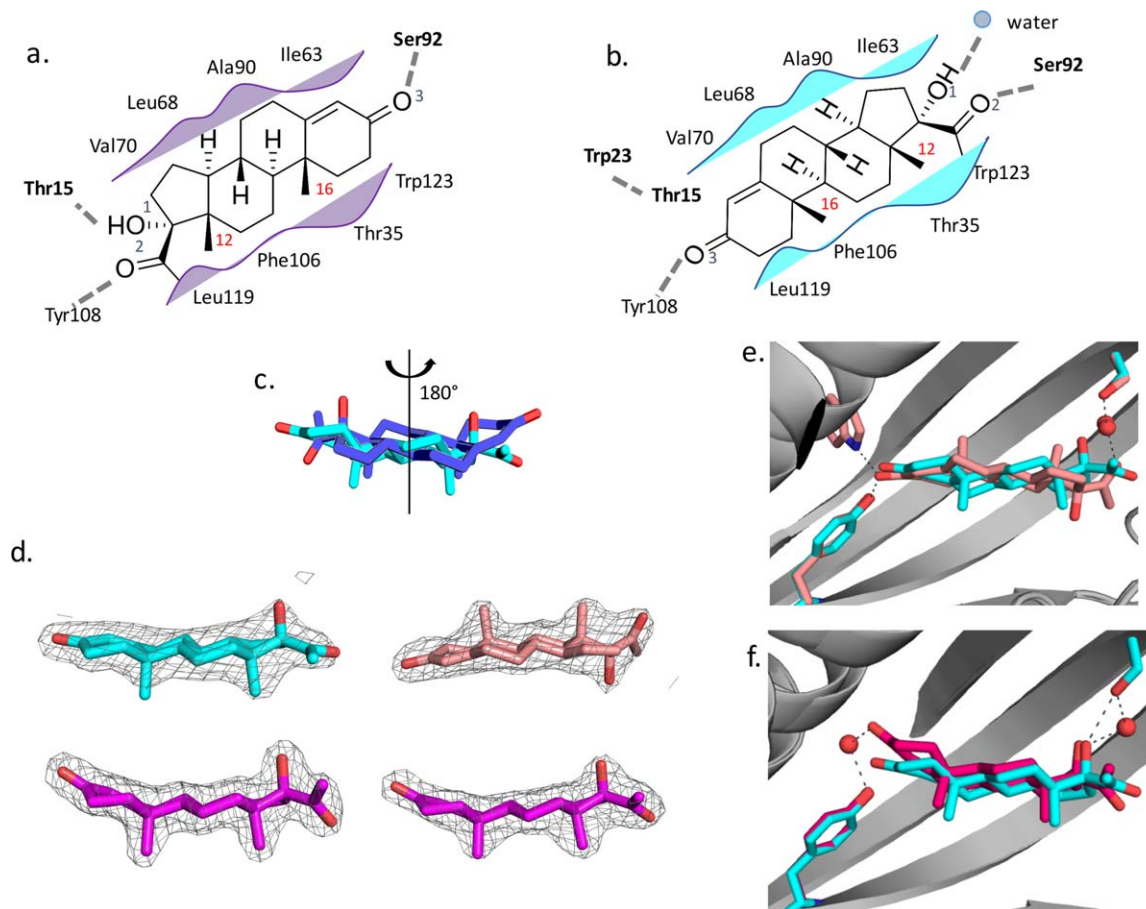 a.
Ser92
Ile63
Ala90
Leu68
Val70
O
3
H
H
H
16
Trp123
Thr15
1
HO
2
12
Thr35
O
Phe106
Leu119
Tyr108
b.
water
Ile63
Ala90
Ser92
Leu68
H
O
1
O
2
Val70
H
H
H
12
Trp23
Trp123
Thr15
16
Thr35
O
3
Phe106
Leu119
Tyr108
c.
180°
d.
e.
f.